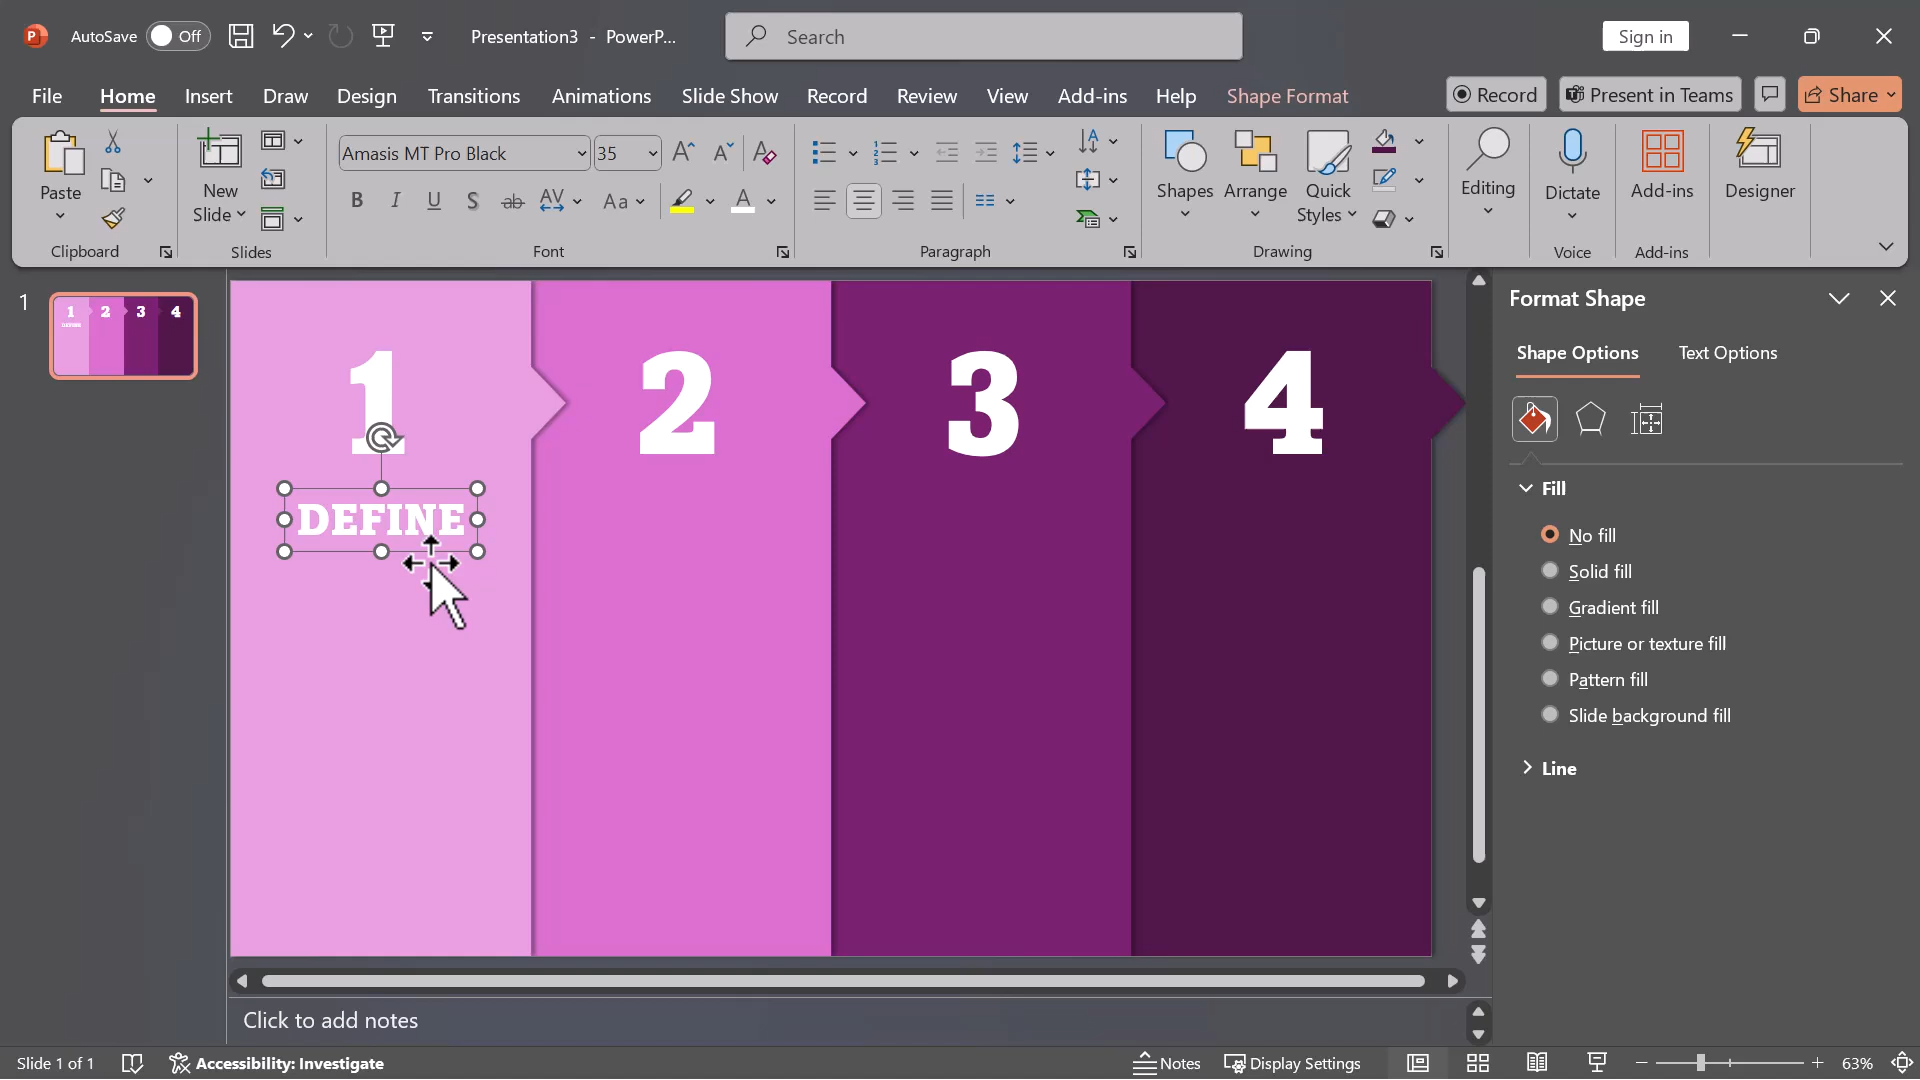 AutoSave Off Presentation3 - PowerP... Search Sign in
File Home Insert Draw Design Transitions Animations Slide Show Record Review View Add-ins Help Shape Format Record Present in Teams Share
Paste
New
Slide
Amasis MT Pro Black 35
Shapes Arrange Quick
Styles
Editing Dictate Add-ins Designer
Clipboard Slides Font Paragraph Drawing Voice Add-ins
1
1 2 3 4
DEFINE
1 2 3 4
DEFINE
Format Shape
Shape Options Text Options
Fill
No fill
Solid fill
Gradient fill
Picture or texture fill
Pattern fill
Slide background fill
Line
Click to add notes
Slide 1 of 1 Accessibility: Investigate Notes Display Settings 63%